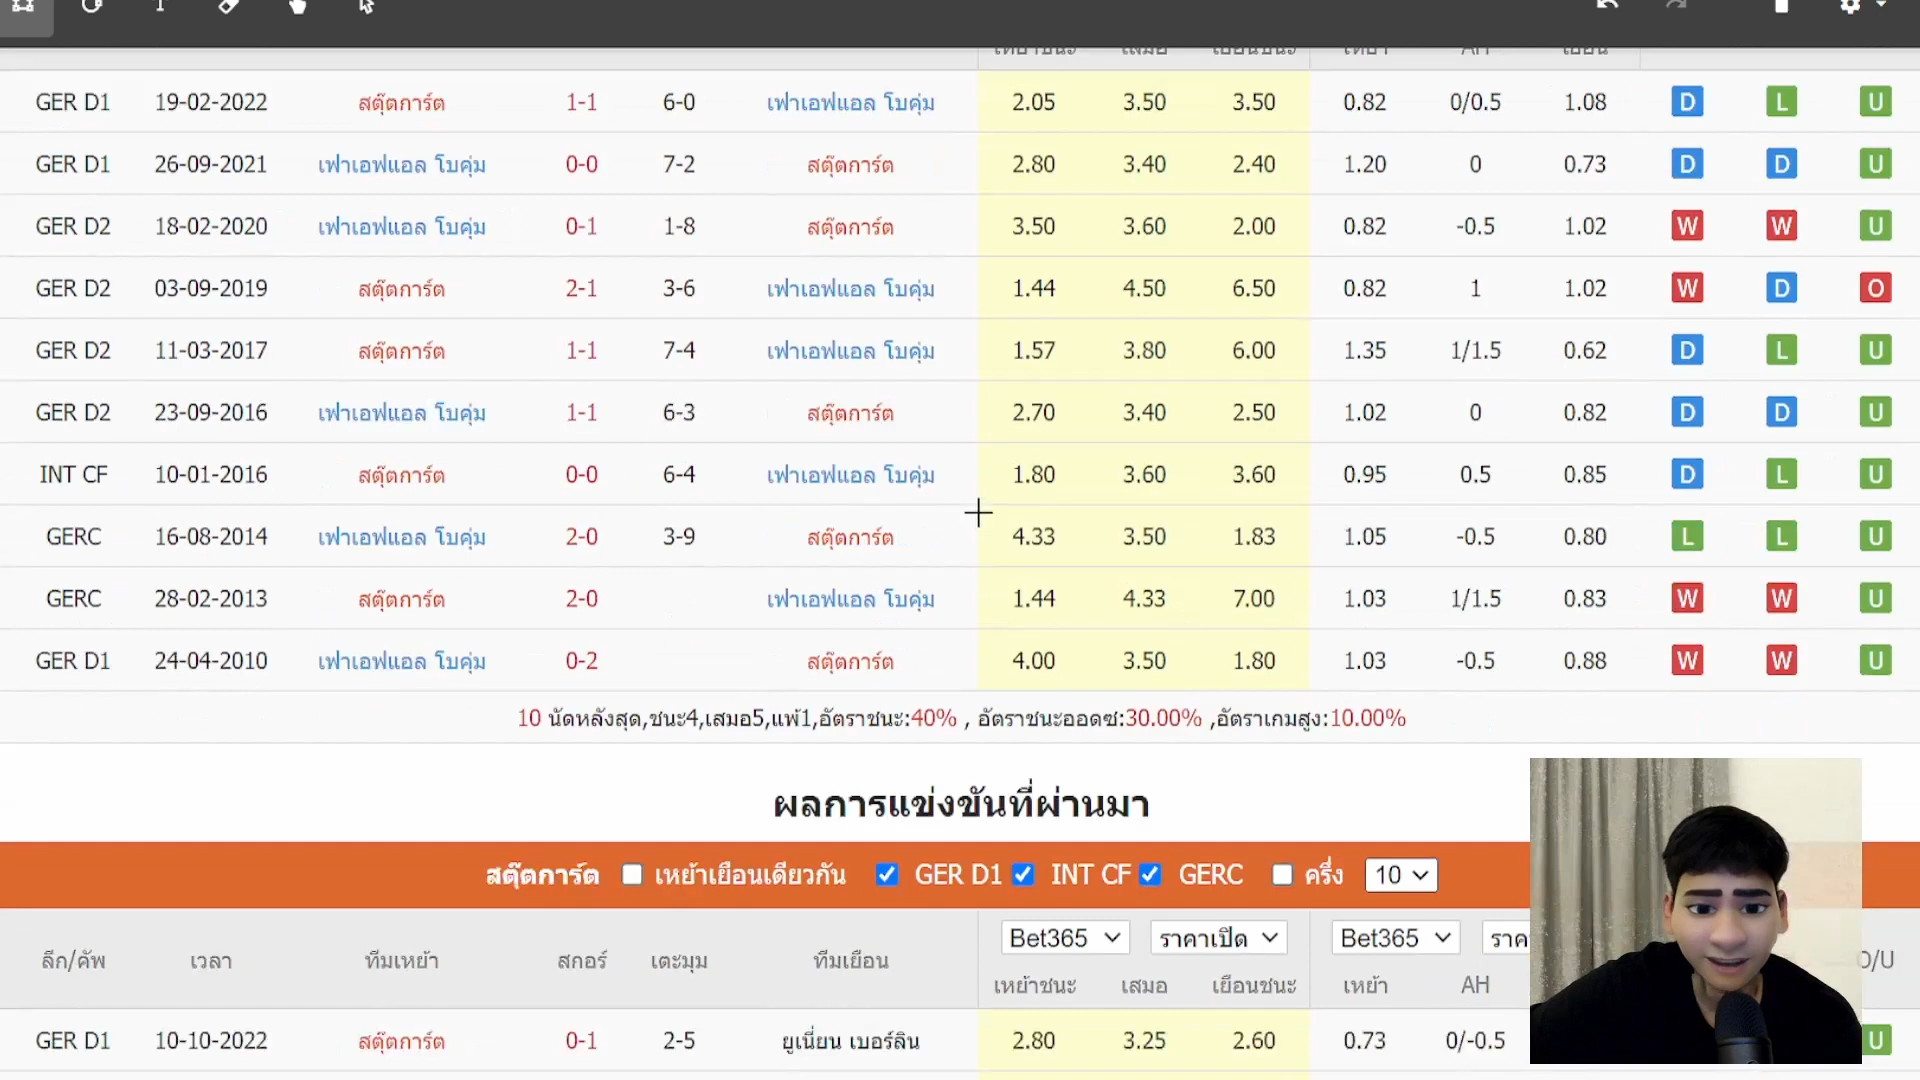 เหย้าชนะ เสมอ เยือนชนะ เหย้า AH เยือน
GER D1 19-02-2022 สตุ๊ตการ์ต 1-1 6-0 เฟาเอฟแอล โบคุ่ม 2.05 3.50 3.50 0.82 0/0.5 1.08 D L U
GER D1 26-09-2021 เฟาเอฟแอล โบคุ่ม 0-0 7-2 สตุ๊ตการ์ต 2.80 3.40 2.40 1.20 0 0.73 D D U
GER D2 18-02-2020 เฟาเอฟแอล โบคุ่ม 0-1 1-8 สตุ๊ตการ์ต 3.50 3.60 2.00 0.82 -0.5 1.02 W W U
GER D2 03-09-2019 สตุ๊ตการ์ต 2-1 3-6 เฟาเอฟแอล โบคุ่ม 1.44 4.50 6.50 0.82 1 1.02 W D O
GER D2 11-03-2017 สตุ๊ตการ์ต 1-1 7-4 เฟาเอฟแอล โบคุ่ม 1.57 3.80 6.00 1.35 1/1.5 0.62 D L U
GER D2 23-09-2016 เฟาเอฟแอล โบคุ่ม 1-1 6-3 สตุ๊ตการ์ต 2.70 3.40 2.50 1.02 0 0.82 D D U
INT CF 10-01-2016 สตุ๊ตการ์ต 0-0 6-4 เฟาเอฟแอล โบคุ่ม 1.80 3.60 3.60 0.95 0.5 0.85 D L U
GERC 16-08-2014 เฟาเอฟแอล โบคุ่ม 2-0 3-9 สตุ๊ตการ์ต 4.33 3.50 1.83 1.05 -0.5 0.80 L L U
GERC 28-02-2013 สตุ๊ตการ์ต 2-0 เฟาเอฟแอล โบคุ่ม 1.44 4.33 7.00 1.03 1/1.5 0.83 W W U
GER D1 24-04-2010 เฟาเอฟแอล โบคุ่ม 0-2 สตุ๊ตการ์ต 4.00 3.50 1.80 1.03 -0.5 0.88 W W U
10 นัดหลังสุด,ชนะ4,เสมอ5,แพ้1,อัตราชนะ:40% , อัตราชนะออดซ่:30.00% ,อัตราเกมสูง:10.00%
ผลการแข่งขันที่ผ่านมา
สตุ๊ตการ์ต เหย้าเยือนเดียวกัน GER D1 INT CF GERC ครึ่ง 10
Bet365 ราคาเปิด Bet365
ลีก/คัพ เวลา ทีมเหย้า สกอร์ เตะมุม ทีมเยือน O/U
เหย้าชนะ เสมอ เยือนชนะ เหย้า AH
GER D1 10-10-2022 สตุ๊ตการ์ต 0-1 2-5 ยูเนี่ยน เบอร์ลิน 2.80 3.25 2.60 0.73 0/-0.5 U